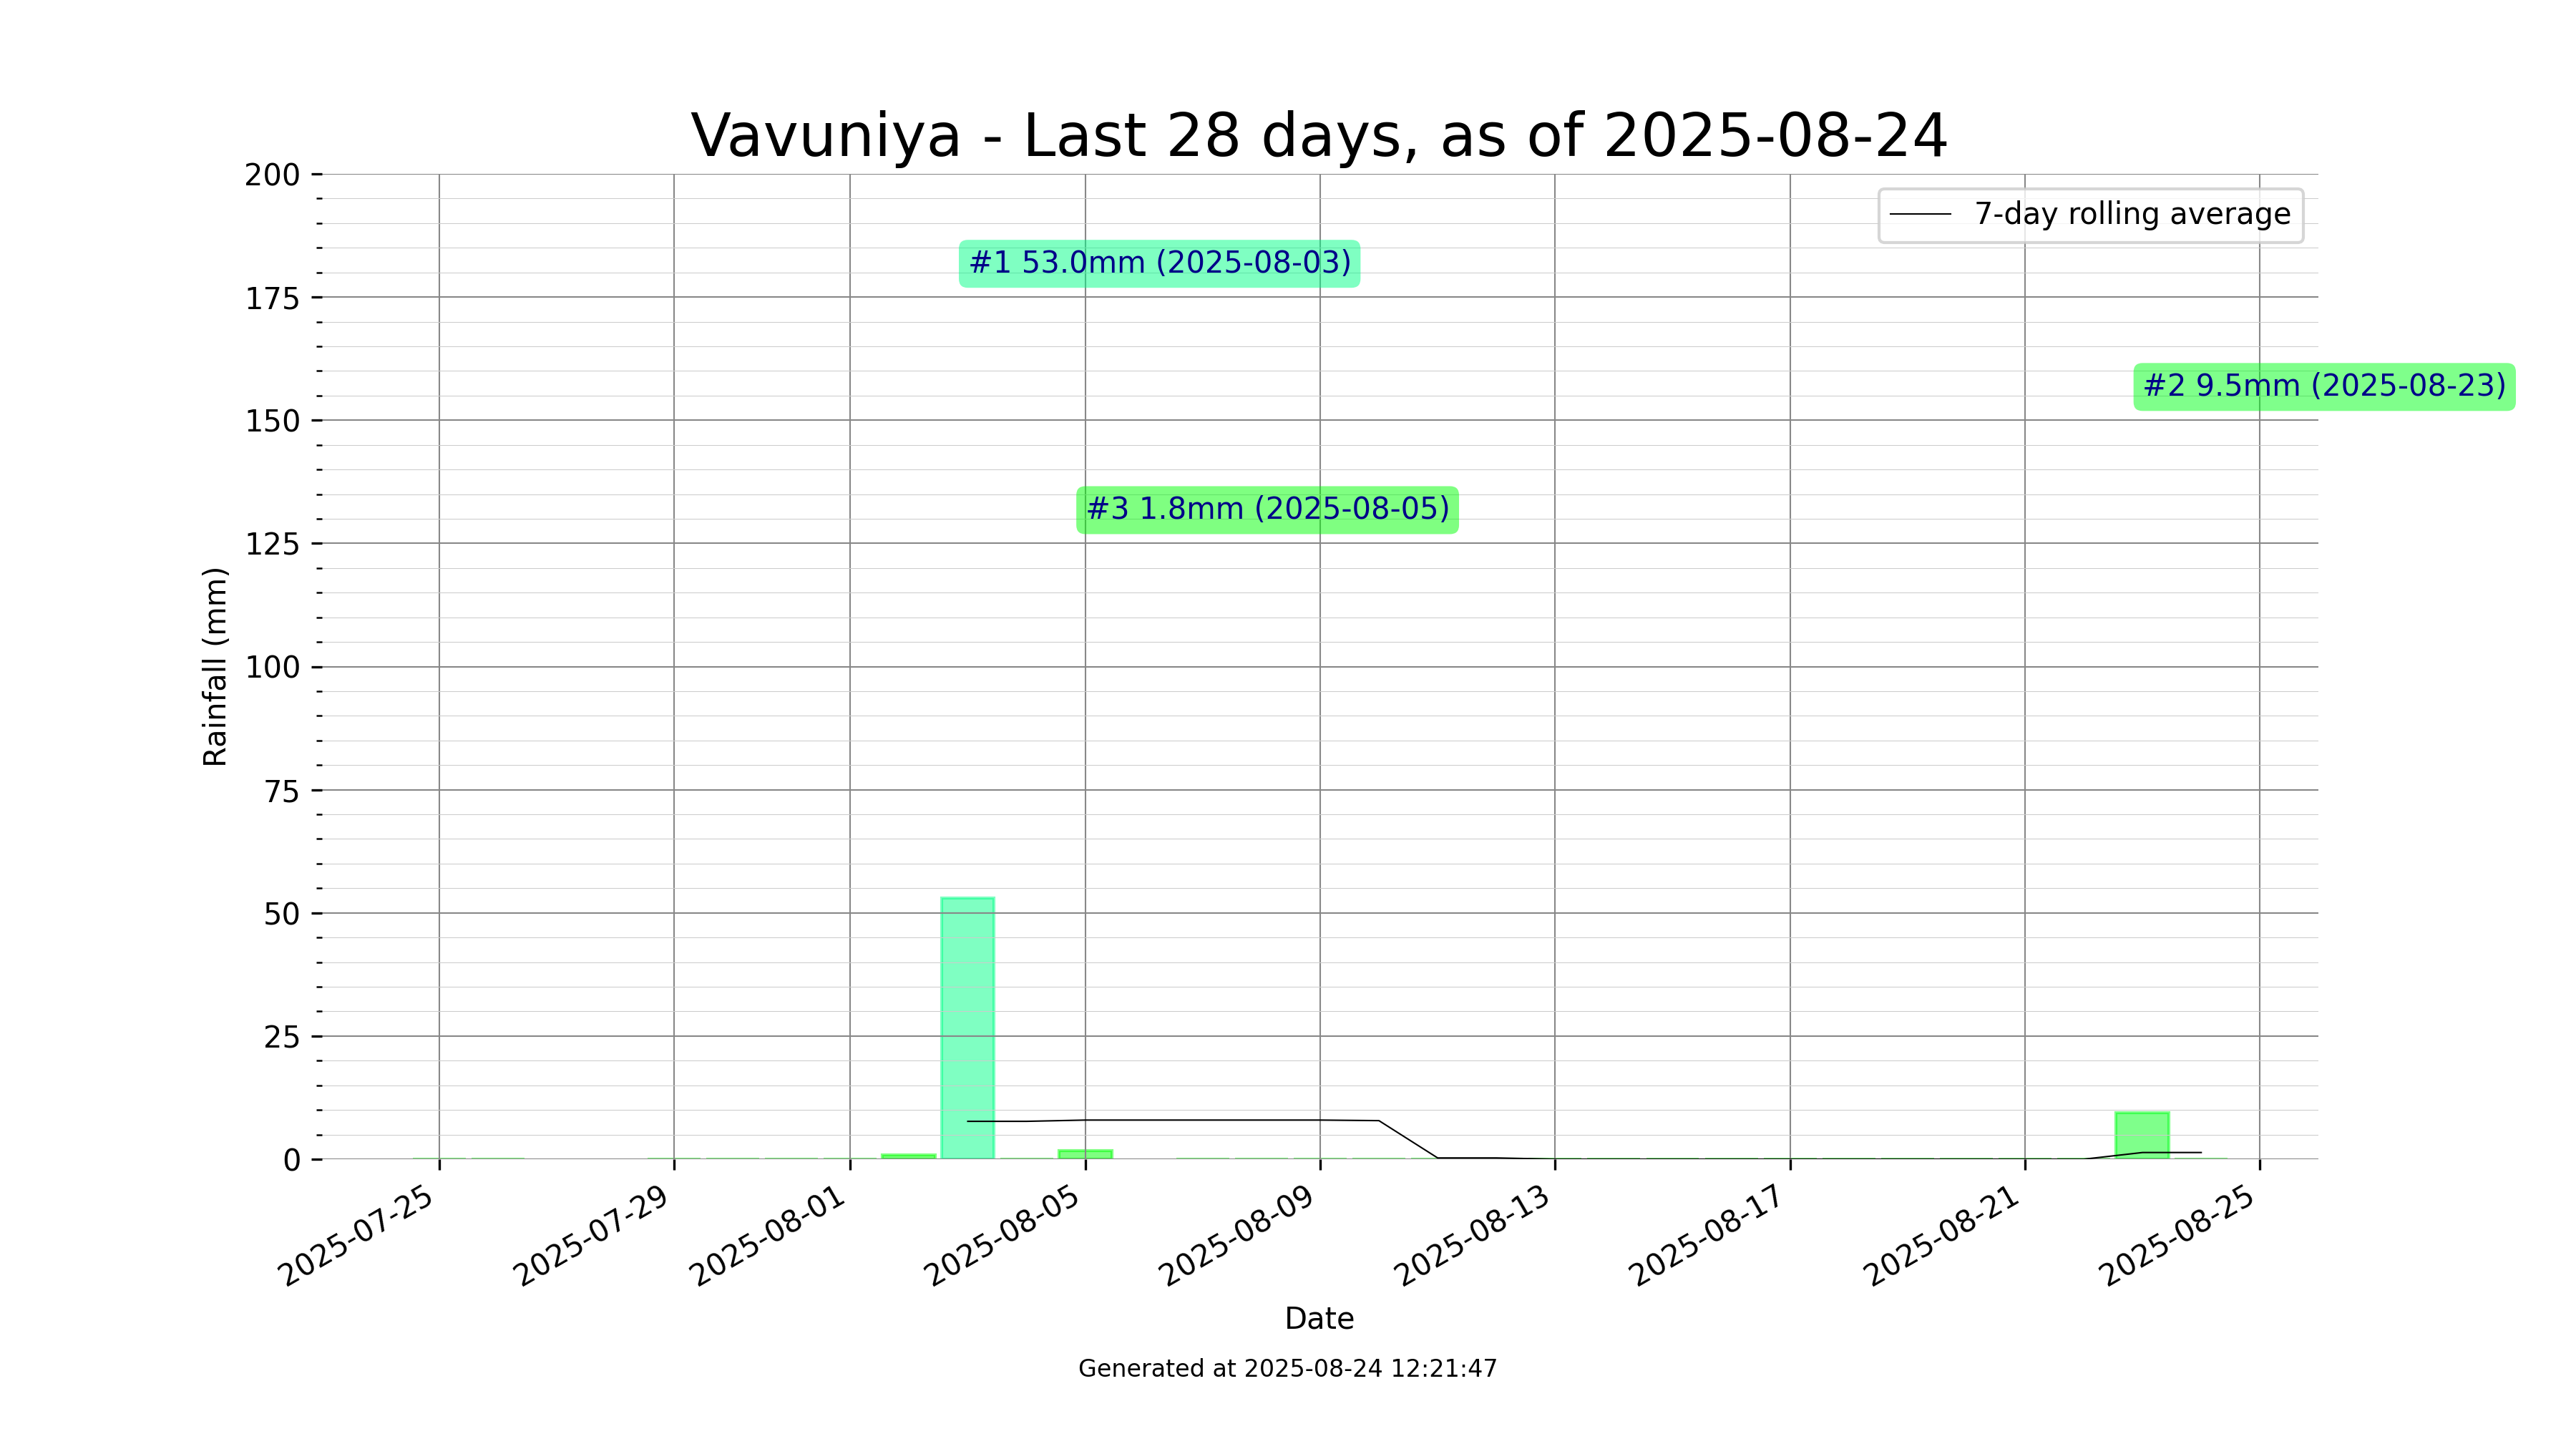 Vavuniya - Last 28 days, as of 2025-08-24
7-day rolling average
#1 53.0mm (2025-08-03)
#2 9.5mm (2025-08-23)
#3 1.8mm (2025-08-05)
Rainfall (mm)
200
175
150
125
100
75
50
25
0
2025-07-25
2025-07-29
2025-08-01
2025-08-05
2025-08-09
2025-08-13
2025-08-17
2025-08-21
2025-08-25
Date
Generated at 2025-08-24 12:21:47